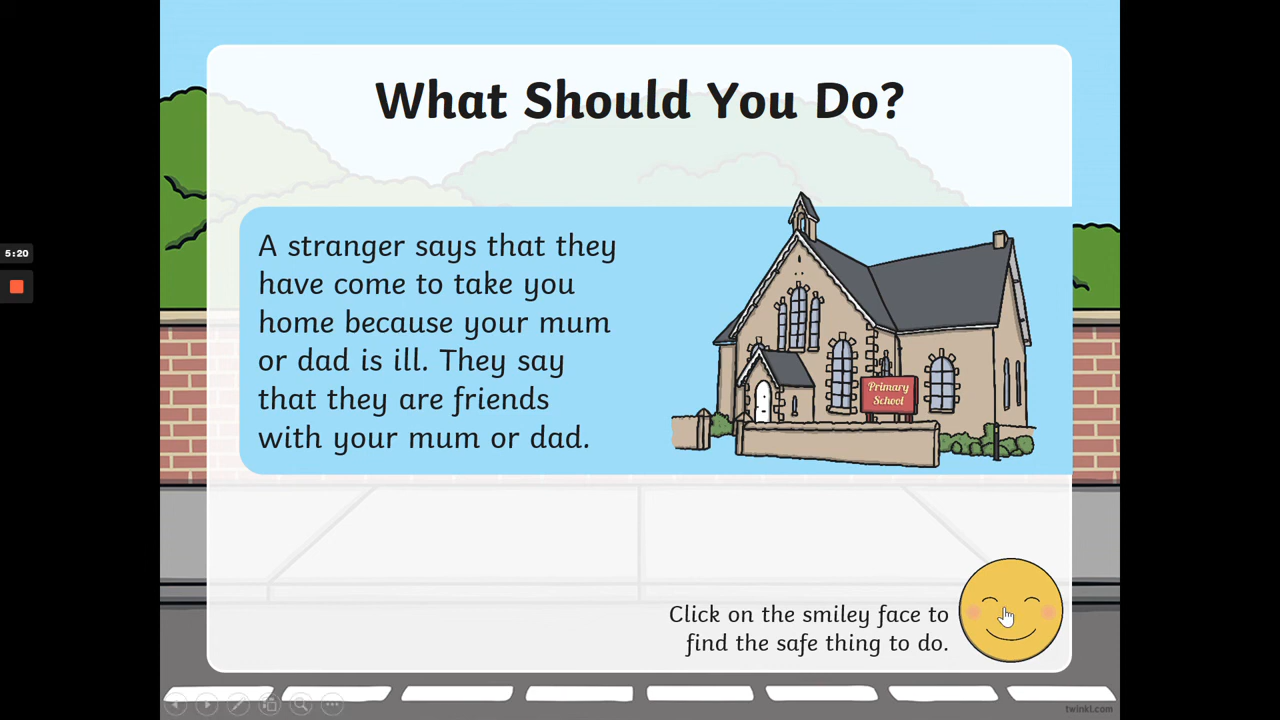 What Should You Do?
5:20
A stranger says that they
have come to take you
home because your mum
or dad is ill. They say
that they are friends
with your mum or dad.
Primary
School
Click on the smiley face to
find the safe thing to do.
twinkl.com